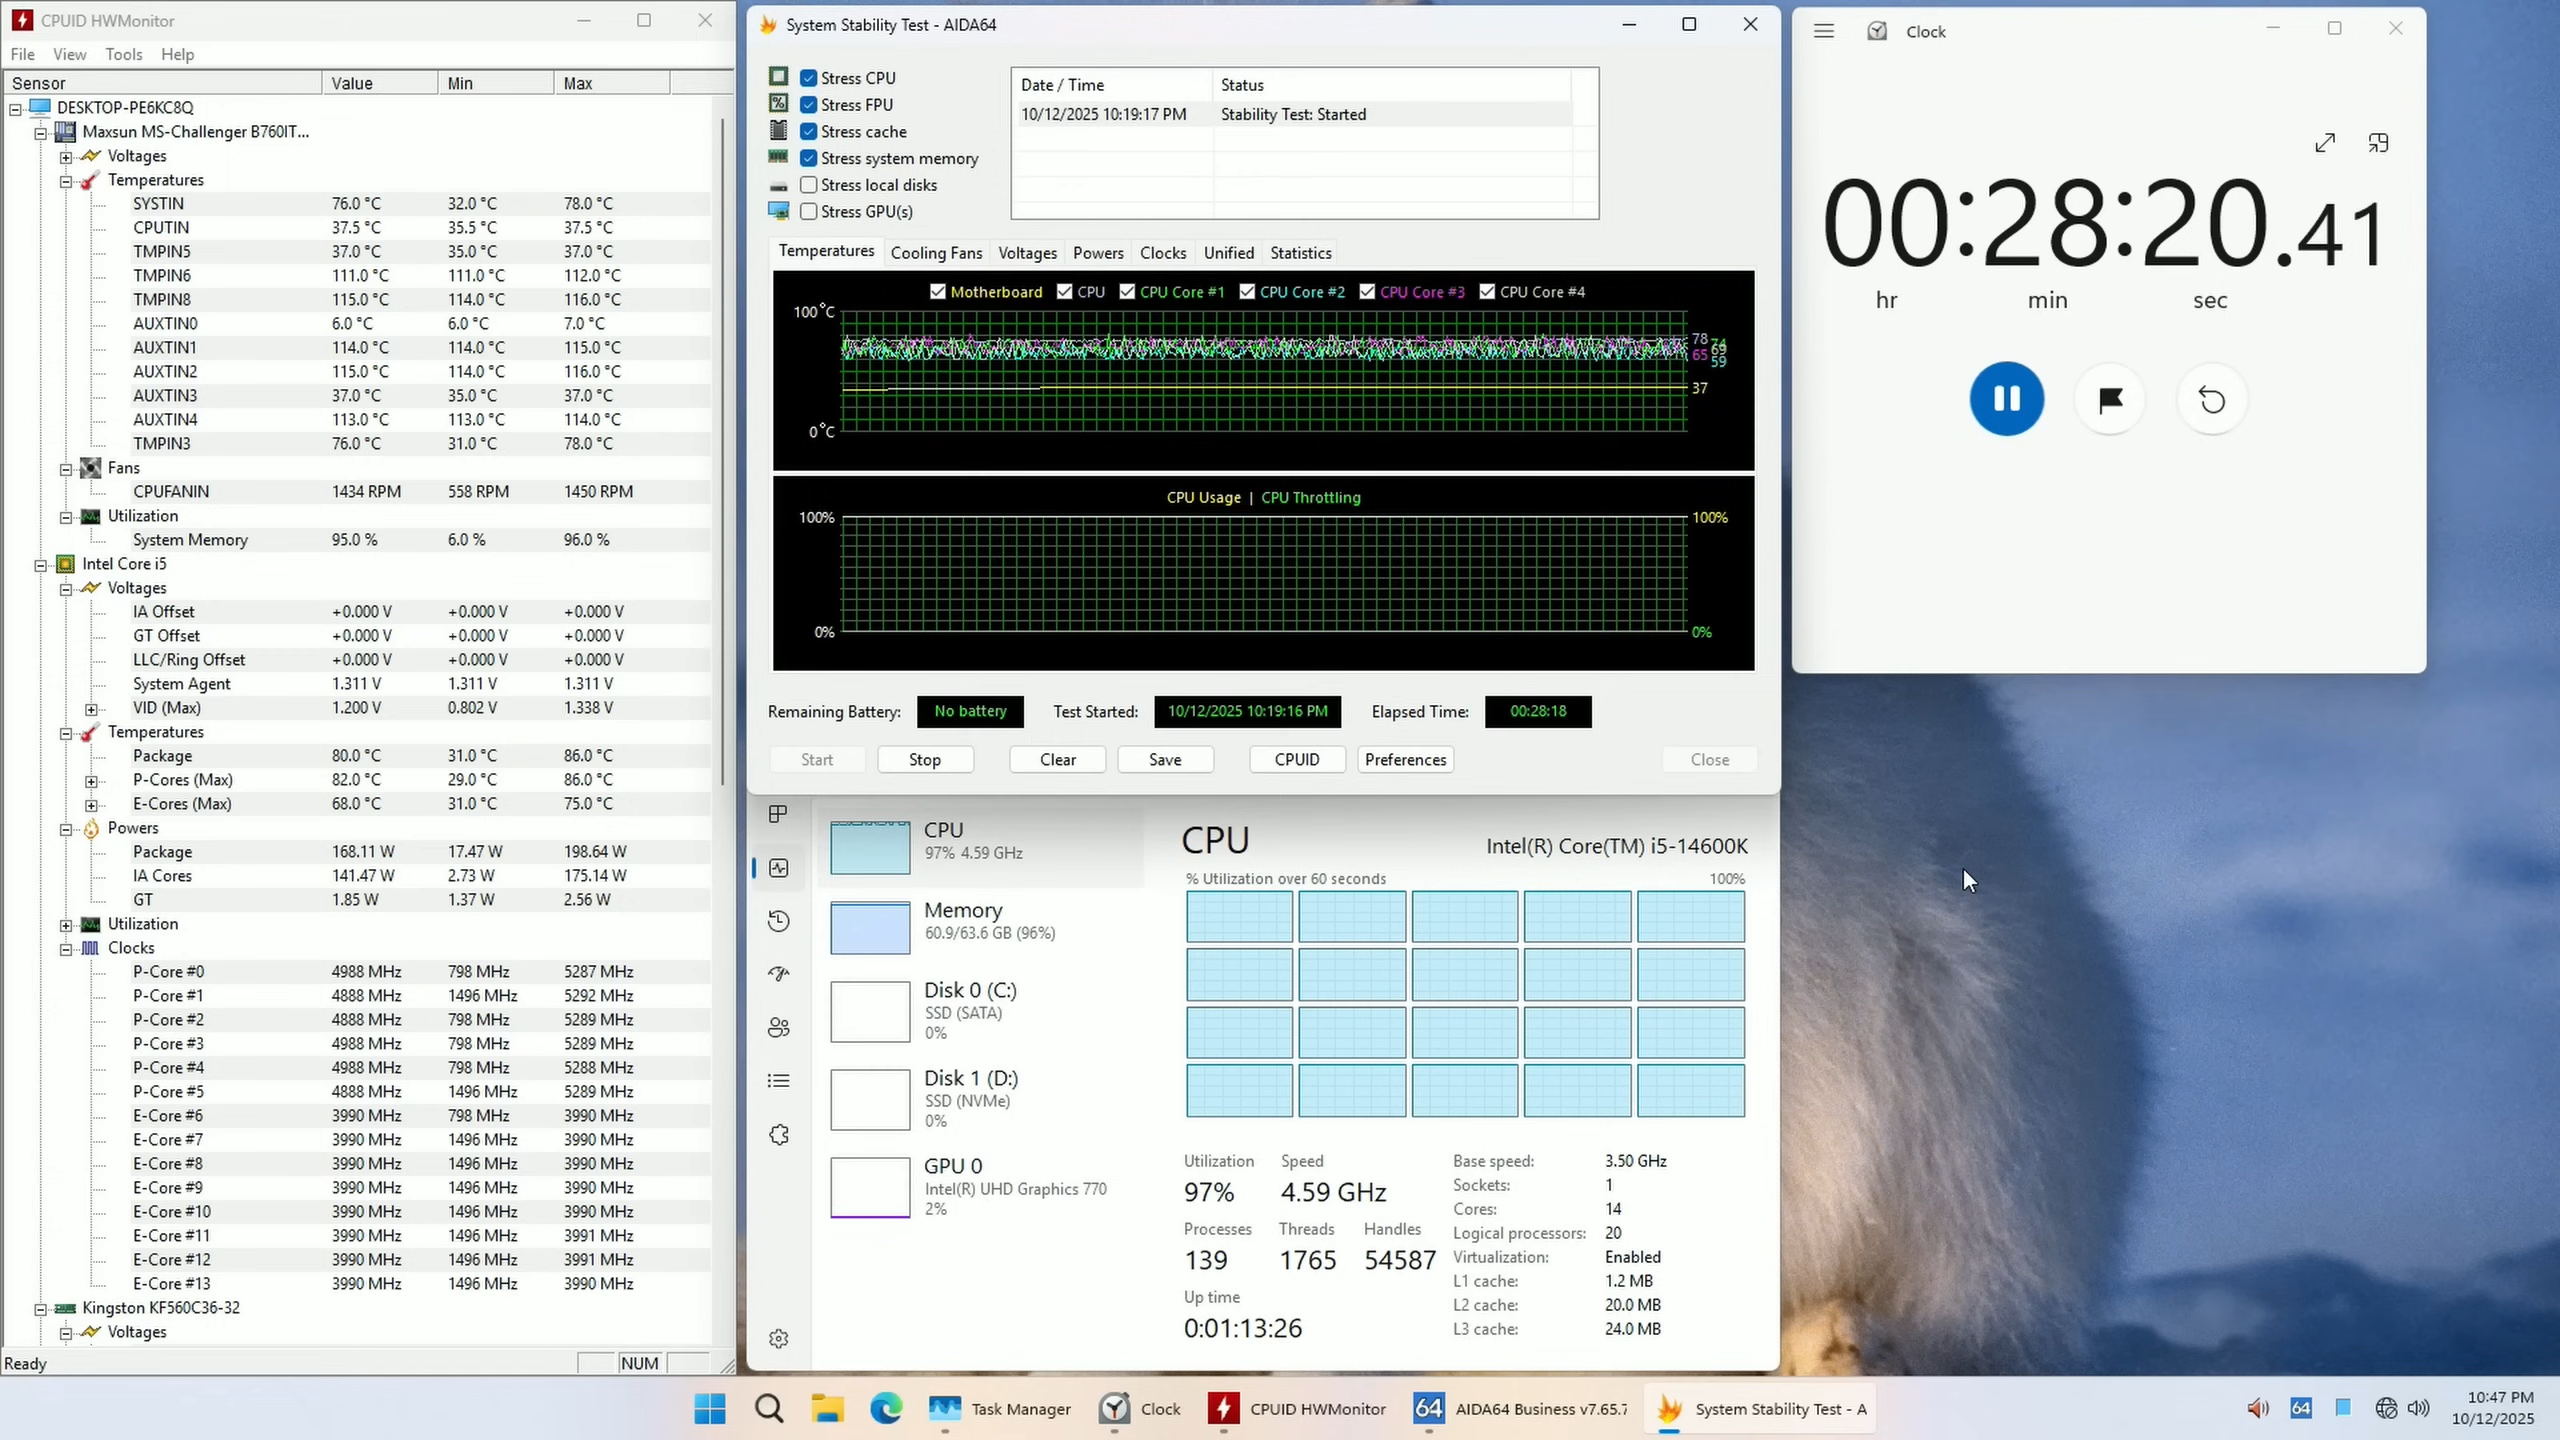 CPUID HWMonitor
File View Tools Help
Sensor Value Min Max
DESKTOP-PE6KC8Q
Maxsun MS-Challenger B760IT...
Voltages
Temperatures
SYSTIN 76.0 °C 32.0 °C 78.0 °C
CPUTIN 37.5 °C 35.5 °C 37.5 °C
TMPIN5 37.0 °C 35.0 °C 37.0 °C
TMPIN6 111.0 °C 111.0 °C 112.0 °C
TMPIN8 115.0 °C 114.0 °C 116.0 °C
AUXTIN0 6.0 °C 6.0 °C 7.0 °C
AUXTIN1 114.0 °C 114.0 °C 115.0 °C
AUXTIN2 115.0 °C 114.0 °C 116.0 °C
AUXTIN3 37.0 °C 35.0 °C 37.0 °C
AUXTIN4 113.0 °C 113.0 °C 114.0 °C
TMPIN3 76.0 °C 31.0 °C 78.0 °C
Fans
CPUFANIN 1434 RPM 558 RPM 1450 RPM
Utilization
System Memory 95.0 % 6.0 % 96.0 %
Intel Core i5
Voltages
IA Offset +0.000 V +0.000 V +0.000 V
GT Offset +0.000 V +0.000 V +0.000 V
LLC/Ring Offset +0.000 V +0.000 V +0.000 V
System Agent 1.311 V 1.311 V 1.311 V
VID (Max) 1.200 V 0.802 V 1.338 V
Temperatures
Package 80.0 °C 31.0 °C 86.0 °C
P-Cores (Max) 82.0 °C 29.0 °C 86.0 °C
E-Cores (Max) 68.0 °C 31.0 °C 75.0 °C
Powers
Package 168.11 W 17.47 W 198.64 W
IA Cores 141.47 W 2.73 W 175.14 W
GT 1.85 W 1.37 W 2.56 W
Utilization
Clocks
P-Core #0 4988 MHz 798 MHz 5287 MHz
P-Core #1 4888 MHz 1496 MHz 5292 MHz
P-Core #2 4888 MHz 798 MHz 5289 MHz
P-Core #3 4988 MHz 798 MHz 5289 MHz
P-Core #4 4988 MHz 798 MHz 5288 MHz
P-Core #5 4888 MHz 1496 MHz 5289 MHz
E-Core #6 3990 MHz 798 MHz 3990 MHz
E-Core #7 3990 MHz 1496 MHz 3990 MHz
E-Core #8 3990 MHz 1496 MHz 3990 MHz
E-Core #9 3990 MHz 1496 MHz 3990 MHz
E-Core #10 3990 MHz 1496 MHz 3990 MHz
E-Core #11 3990 MHz 1496 MHz 3991 MHz
E-Core #12 3990 MHz 1496 MHz 3991 MHz
E-Core #13 3990 MHz 1496 MHz 3990 MHz
Kingston KF560C36-32
Voltages
Ready NUM
System Stability Test - AIDA64
Stress CPU
Stress FPU
Stress cache
Stress system memory
Stress local disks
Stress GPU(s)
Date / Time Status
10/12/2025 10:19:17 PM Stability Test: Started
Temperatures Cooling Fans Voltages Powers Clocks Unified Statistics
Motherboard CPU CPU Core #1 CPU Core #2 CPU Core #3 CPU Core #4
100°C
78 74
69
65
59
37
0°C
CPU Usage | CPU Throttling
100% 100%
0% 0%
Remaining Battery: No battery Test Started: 10/12/2025 10:19:16 PM Elapsed Time: 00:28:18
Start Stop Clear Save CPUID Preferences Close
CPU
97% 4.59 GHz
Memory
60.9/63.6 GB (96%)
Disk 0 (C:)
SSD (SATA)
0%
Disk 1 (D:)
SSD (NVMe)
0%
GPU 0
Intel(R) UHD Graphics 770
2%
CPU Intel(R) Core(TM) i5-14600K
% Utilization over 60 seconds 100%
Utilization Speed
97% 4.59 GHz
Processes Threads Handles
139 1765 54587
Up time
0:01:13:26
Base speed: 3.50 GHz
Sockets: 1
Cores: 14
Logical processors: 20
Virtualization: Enabled
L1 cache: 1.2 MB
L2 cache: 20.0 MB
L3 cache: 24.0 MB
Clock
00:28:20.41
hr min sec
Task Manager
Clock
CPUID HWMonitor
64 AIDA64 Business v7.65.7
System Stability Test - A
64
10:47 PM
10/12/2025